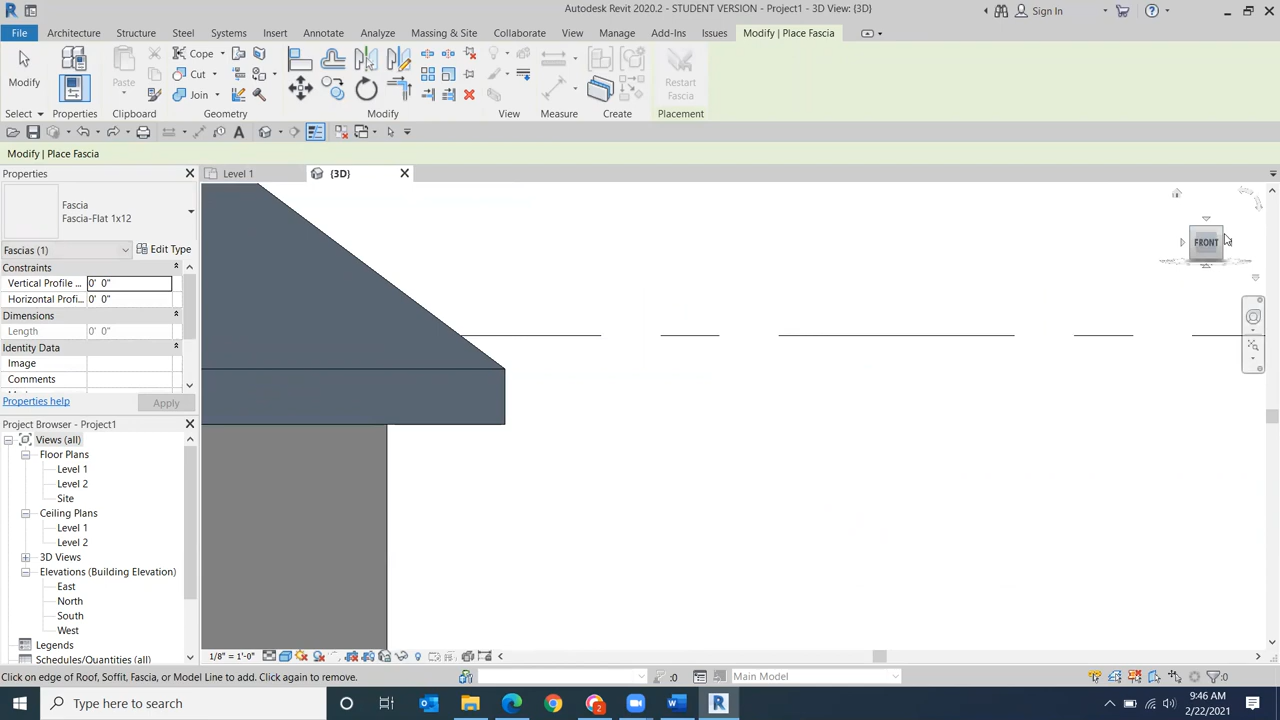 Autodesk Revit 2020.2 - STUDENT VERSION - Project1 - 3D View: {3D}
Sign In
File Architecture Structure Steel Systems Insert Annotate Analyze Massing & Site Collaborate View Manage Add-Ins Issues Modify | Place Fascia
Modify Paste Cope Cut Join Restart Fascia
Select Properties Clipboard Geometry Modify View Measure Create Placement
Modify | Place Fascia
Properties
Level 1 {3D}
Fascia
Fascia-Flat 1x12
Fascias (1) Edit Type
Constraints
Vertical Profile ... 0' 0"
Horizontal Profi... 0' 0"
Dimensions
Length 0' 0"
Identity Data
Image
Comments
Properties help Apply
Project Browser - Project1
Views (all)
Floor Plans
Level 1
Level 2
Site
Ceiling Plans
Level 1
Level 2
3D Views
Elevations (Building Elevation)
East
North
South
West
Legends
Schedules/Quantities (all)
FRONT
1/8" = 1'-0"
Click on edge of Roof, Soffit, Fascia, or Model Line to add. Click again to remove.
:0 Main Model :0
Type here to search
9:46 AM
2/22/2021